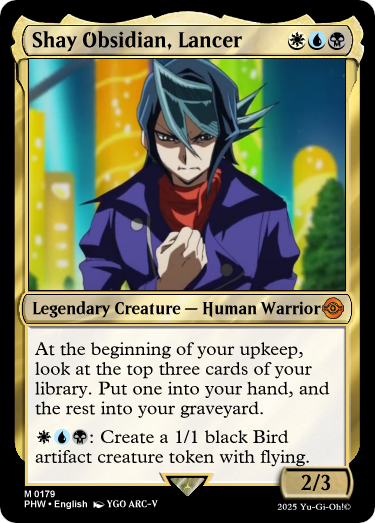 Shay Obsidian, Lancer
Legendary Creature — Human Warrior
At the beginning of your upkeep,
look at the top three cards of your
library. Put one into your hand, and
the rest into your graveyard.
: Create a 1/1 black Bird
artifact creature token with flying.
2/3
M 0179
PHW • English YGO ARC-V
2025 Yu-Gi-Oh!©